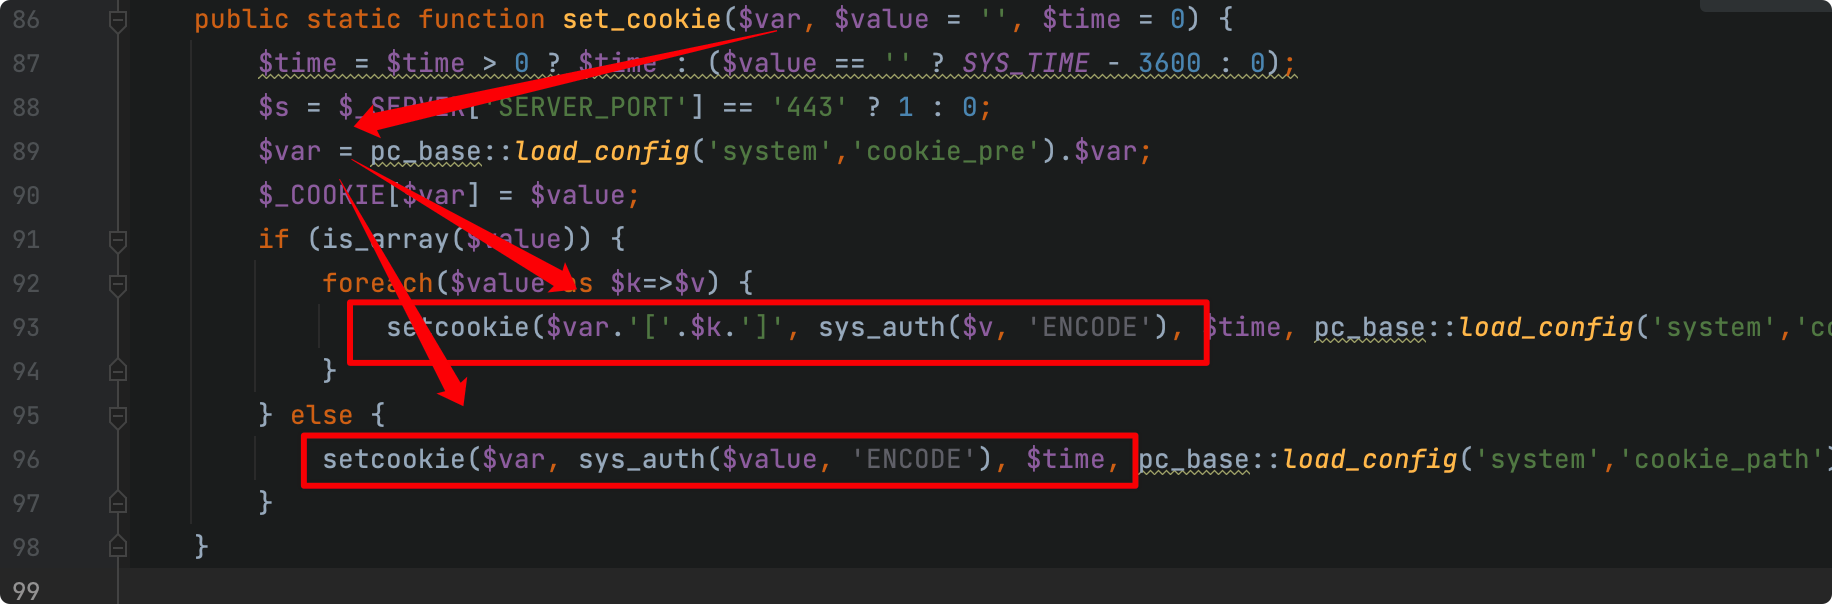 86 public static function set_cookie($var, $value = '', $time = 0) {
87 $time = $time > 0 ? $time : ($value == '' ? SYS_TIME - 3600 : 0);
88 $s = $_SERVER['SERVER_PORT'] == '443' ? 1 : 0;
89 $var = pc_base::load_config('system','cookie_pre').$var;
90 $_COOKIE[$var] = $value;
91 if (is_array($value)) {
92 foreach($value as $k=>$v) {
93 setcookie($var.'['.$k.']', sys_auth($v, 'ENCODE'), $time, pc_base::load_config('system','co
94 }
95 } else {
96 setcookie($var, sys_auth($value, 'ENCODE'), $time, pc_base::load_config('system','cookie_path')
97 }
98 }
99